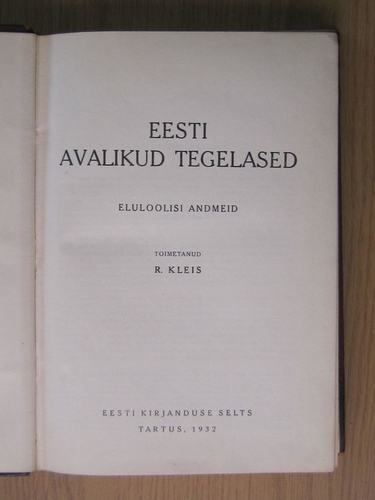 EESTI
AVALIKUD TEGELASED
ELULOOLISI ANDMEID
TOIMETANUD
R. KLEIS
EESTI KIRJANDUSE SELTS
TARTUS, 1932